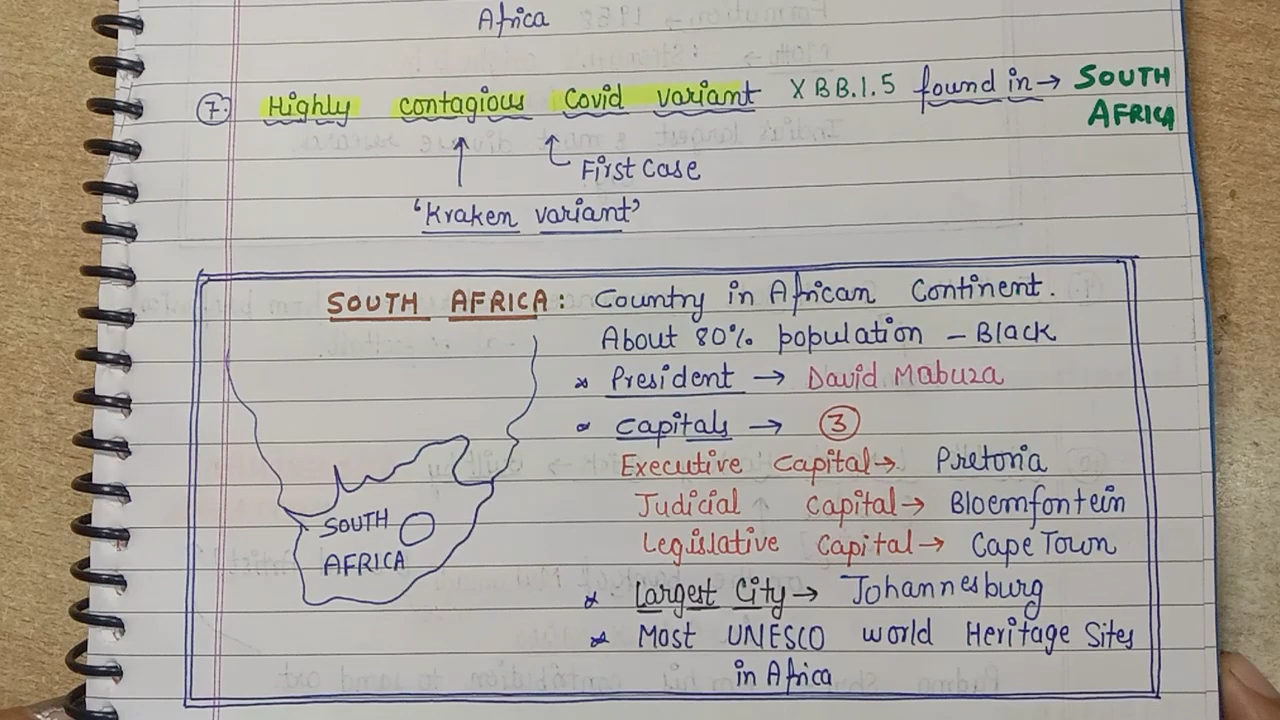 Africa
7. Highly contagious Covid variant XBB.1.5 found in → SOUTH AFRICA
First Case
'Kraken variant'
SOUTH AFRICA: Country in African Continent.
About 80% population – Black
* President → David Mabuza
* Capitals → 3
Executive Capital → Pretoria
Judicial Capital → Bloemfontein
Legislative Capital → Cape Town
* Largest City → Johannesburg
* Most UNESCO world Heritage Sites
in Africa
SOUTH
AFRICA